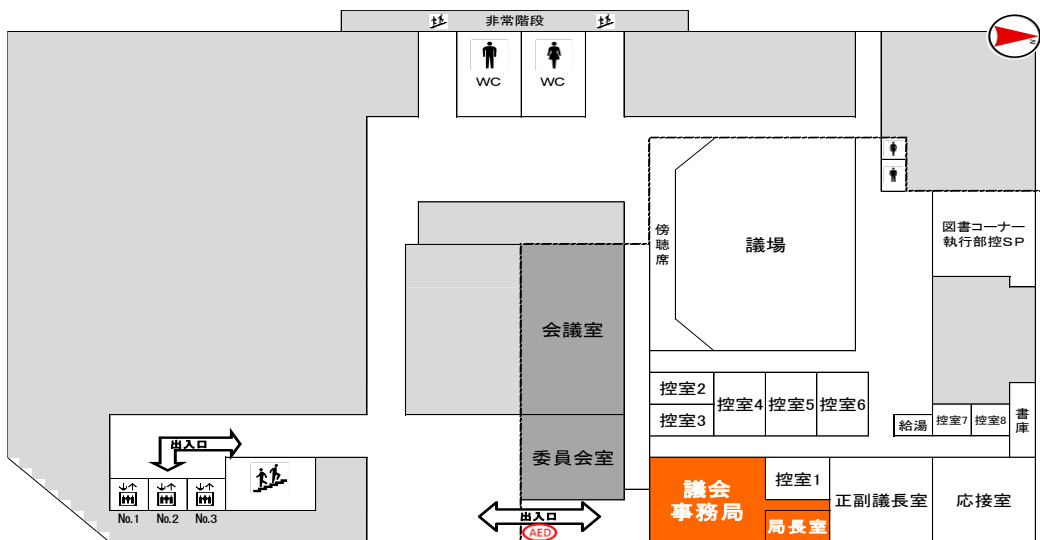 非常階段
WC
WC
N
傍聴席
議場
図書コーナー
執行部控SP
会議室
控室2
控室3
控室4
控室5
控室6
給湯
控室7
控室8
書庫
出入口
委員会室
議会
事務局
控室1
局長室
正副議長室
応接室
No.1
No.2
No.3
出入口
AED